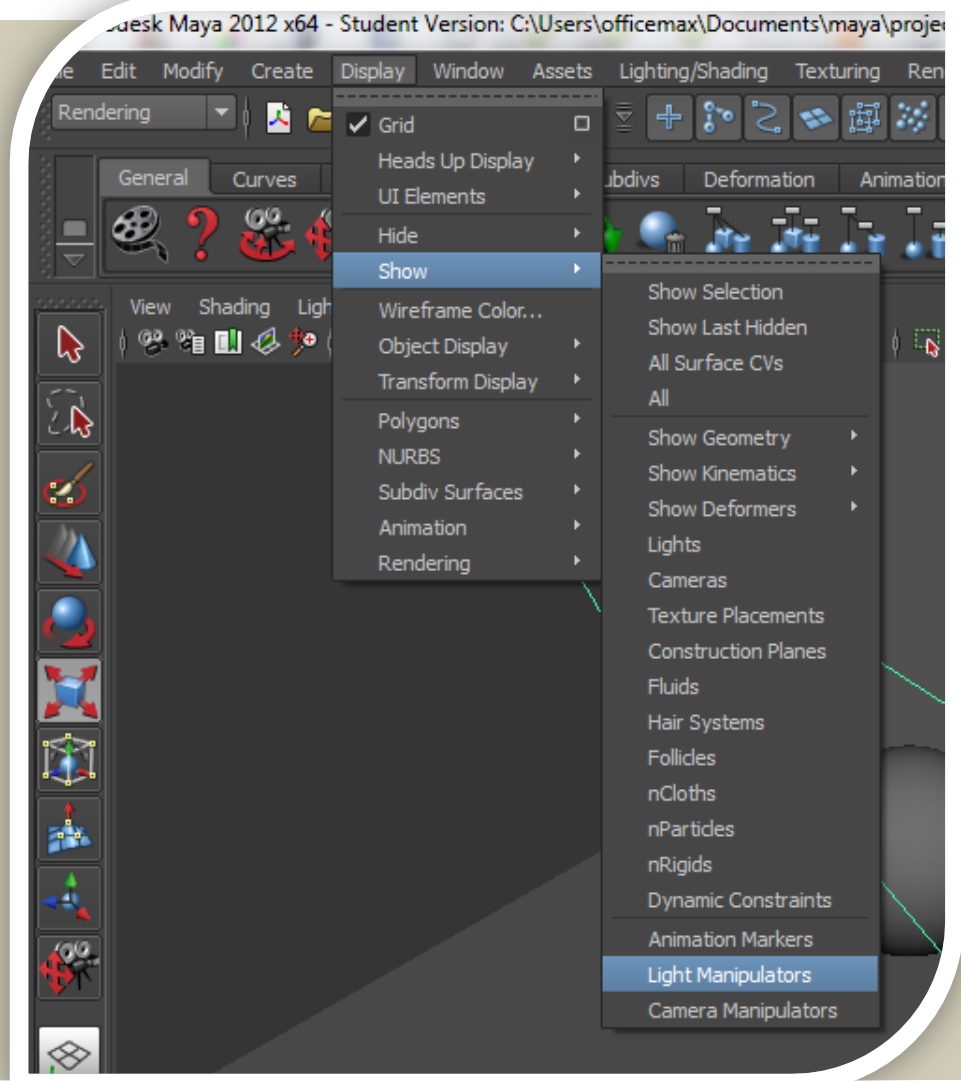 desk Maya 2012 x64 - Student Version: C:\Users\officemax\Documents\maya\projec
Edit Modify Create Display Window Assets Lighting/Shading Texturing Ren
Rendering
Grid
Heads Up Display
UI Elements
Hide
Show
Wireframe Color...
Object Display
Transform Display
Polygons
NURBS
Subdiv Surfaces
Animation
Rendering
General Curves ubdivs Deformation Animation
View Shading Ligh
Show Selection
Show Last Hidden
All Surface CVs
All
Show Geometry
Show Kinematics
Show Deformers
Lights
Cameras
Texture Placements
Construction Planes
Fluids
Hair Systems
Follicles
nCloths
nParticles
nRigids
Dynamic Constraints
Animation Markers
Light Manipulators
Camera Manipulators